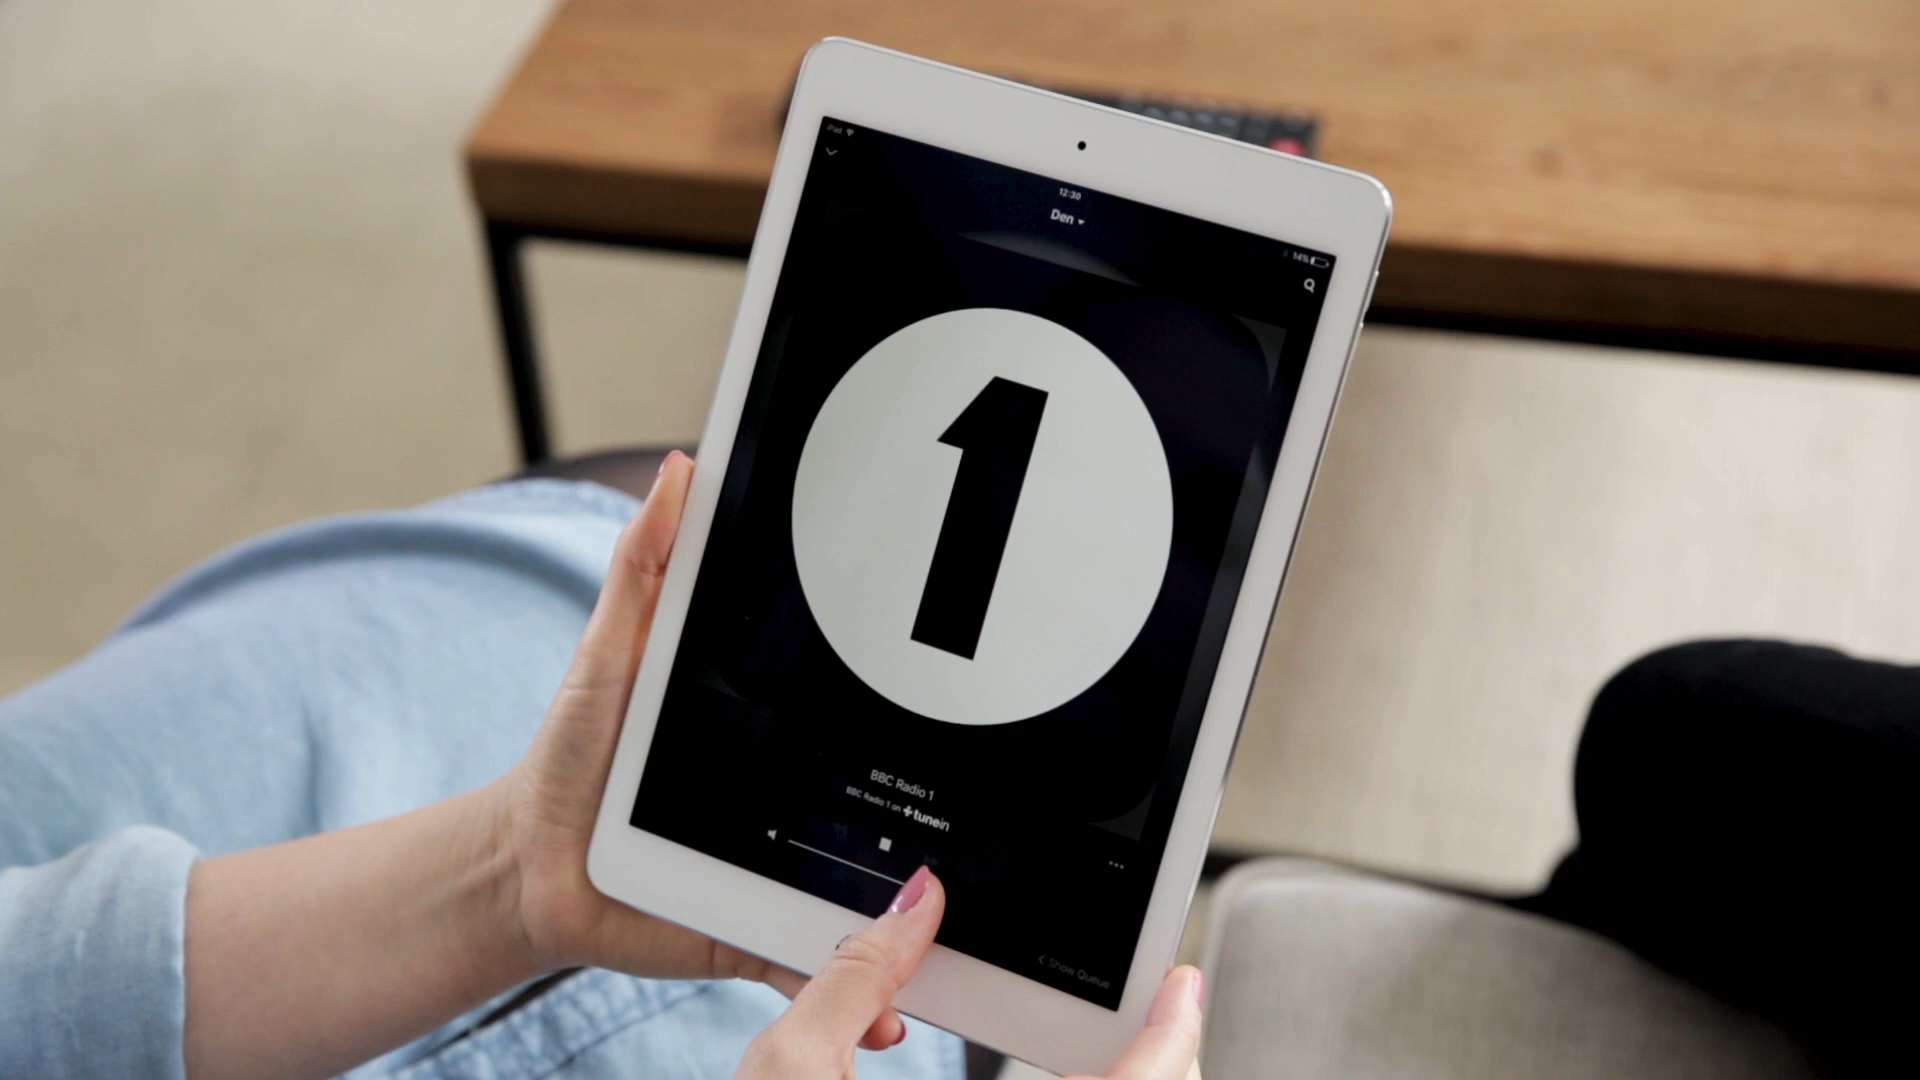 iPad
12:30
14%
Den
1
BBC Radio 1
BBC Radio 1 on tunein
Show Queue